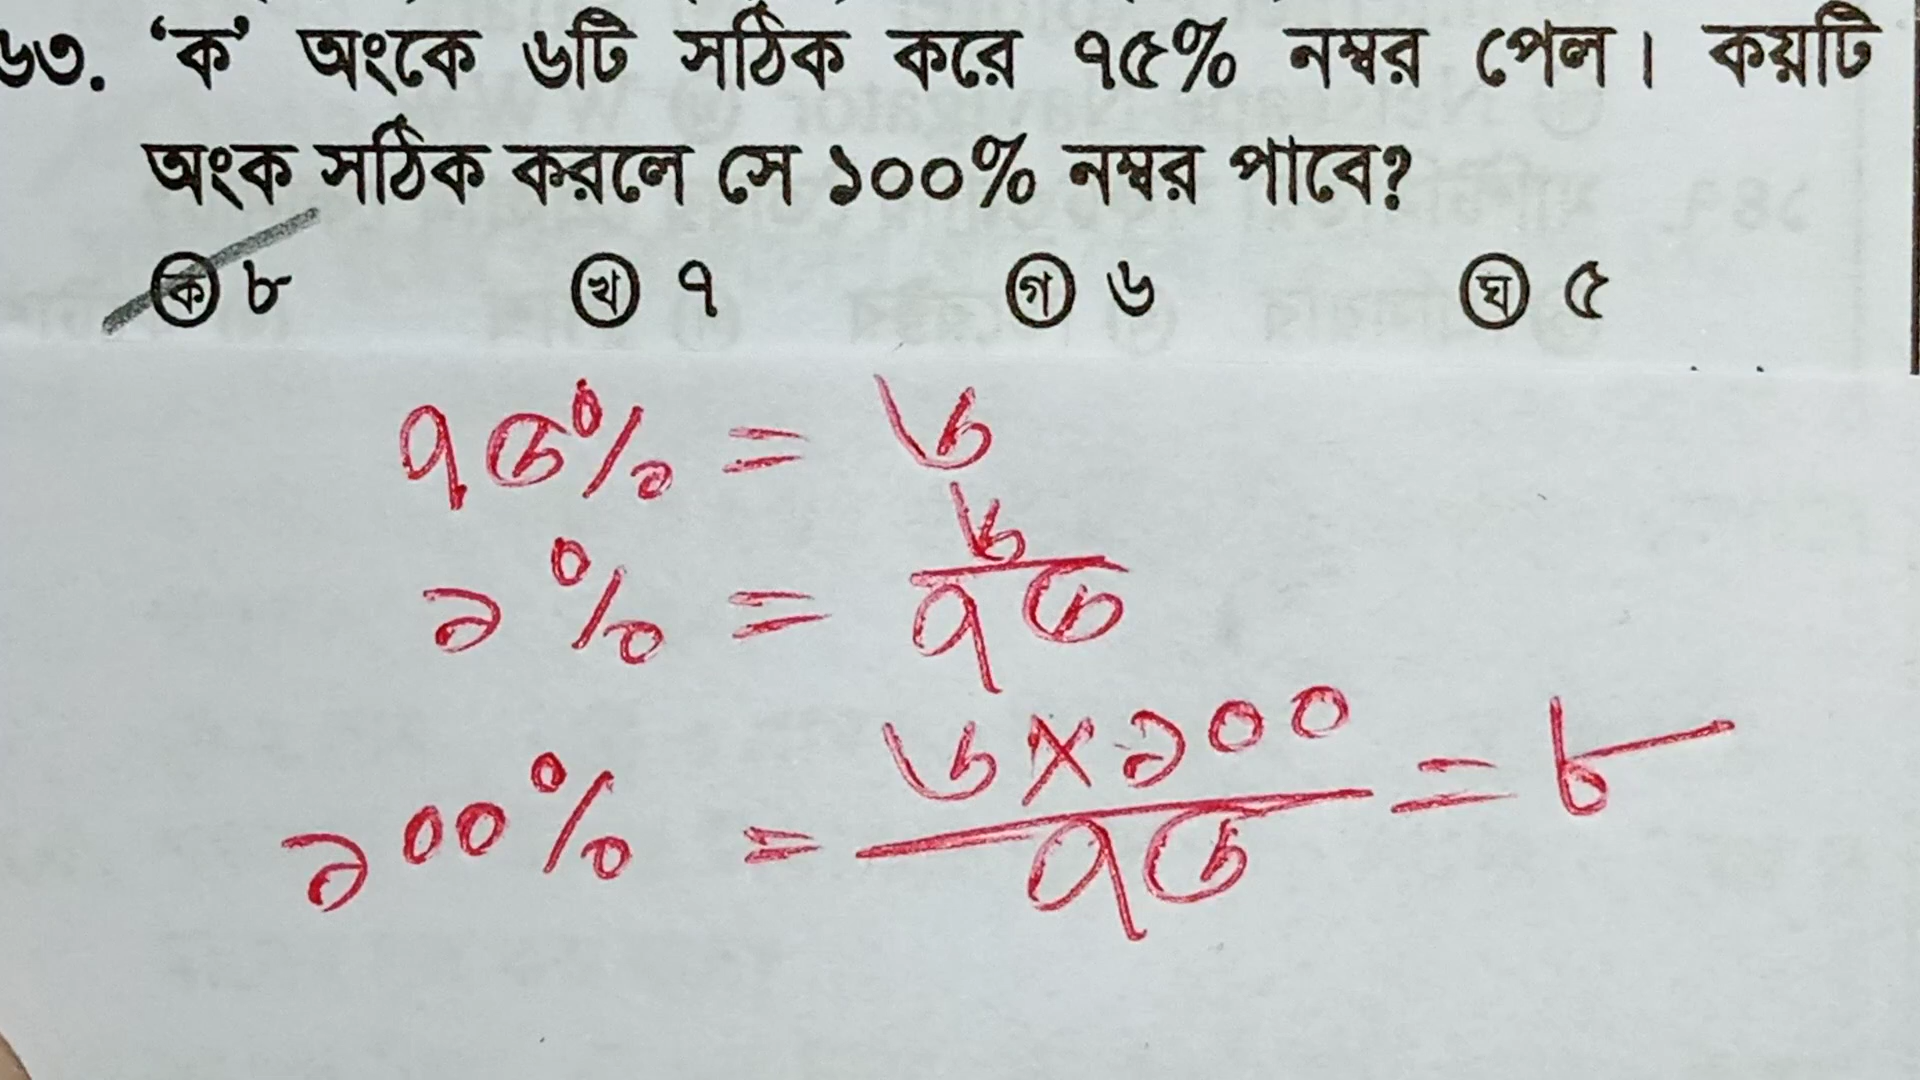 ৬৩. ‘ক’ অংকে ৬টি সঠিক করে ৭৫% নম্বর পেল। কয়টি
অংক সঠিক করলে সে ১০০% নম্বর পাবে?
ক ৮ খ ৭ গ ৬ ঘ ৫
৭৫% = ৬
১% = ৬/৭৫
১০০% = ৬×১০০/৭৫ = ৮